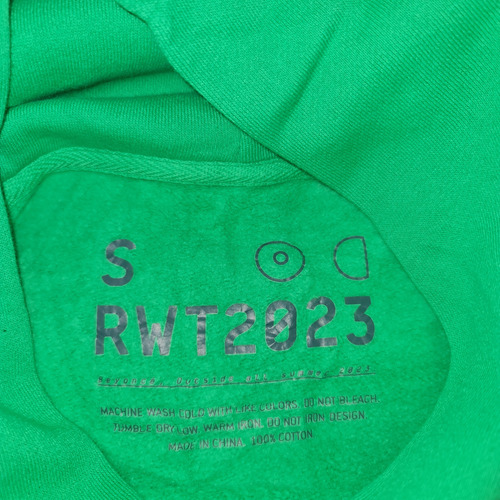 S
RWT2023
MACHINE WASH COLD WITH LIKE COLORS. DO NOT BLEACH.
TUMBLE DRY LOW. WARM IRON. DO NOT IRON DESIGN.
MADE IN CHINA. 100% COTTON.